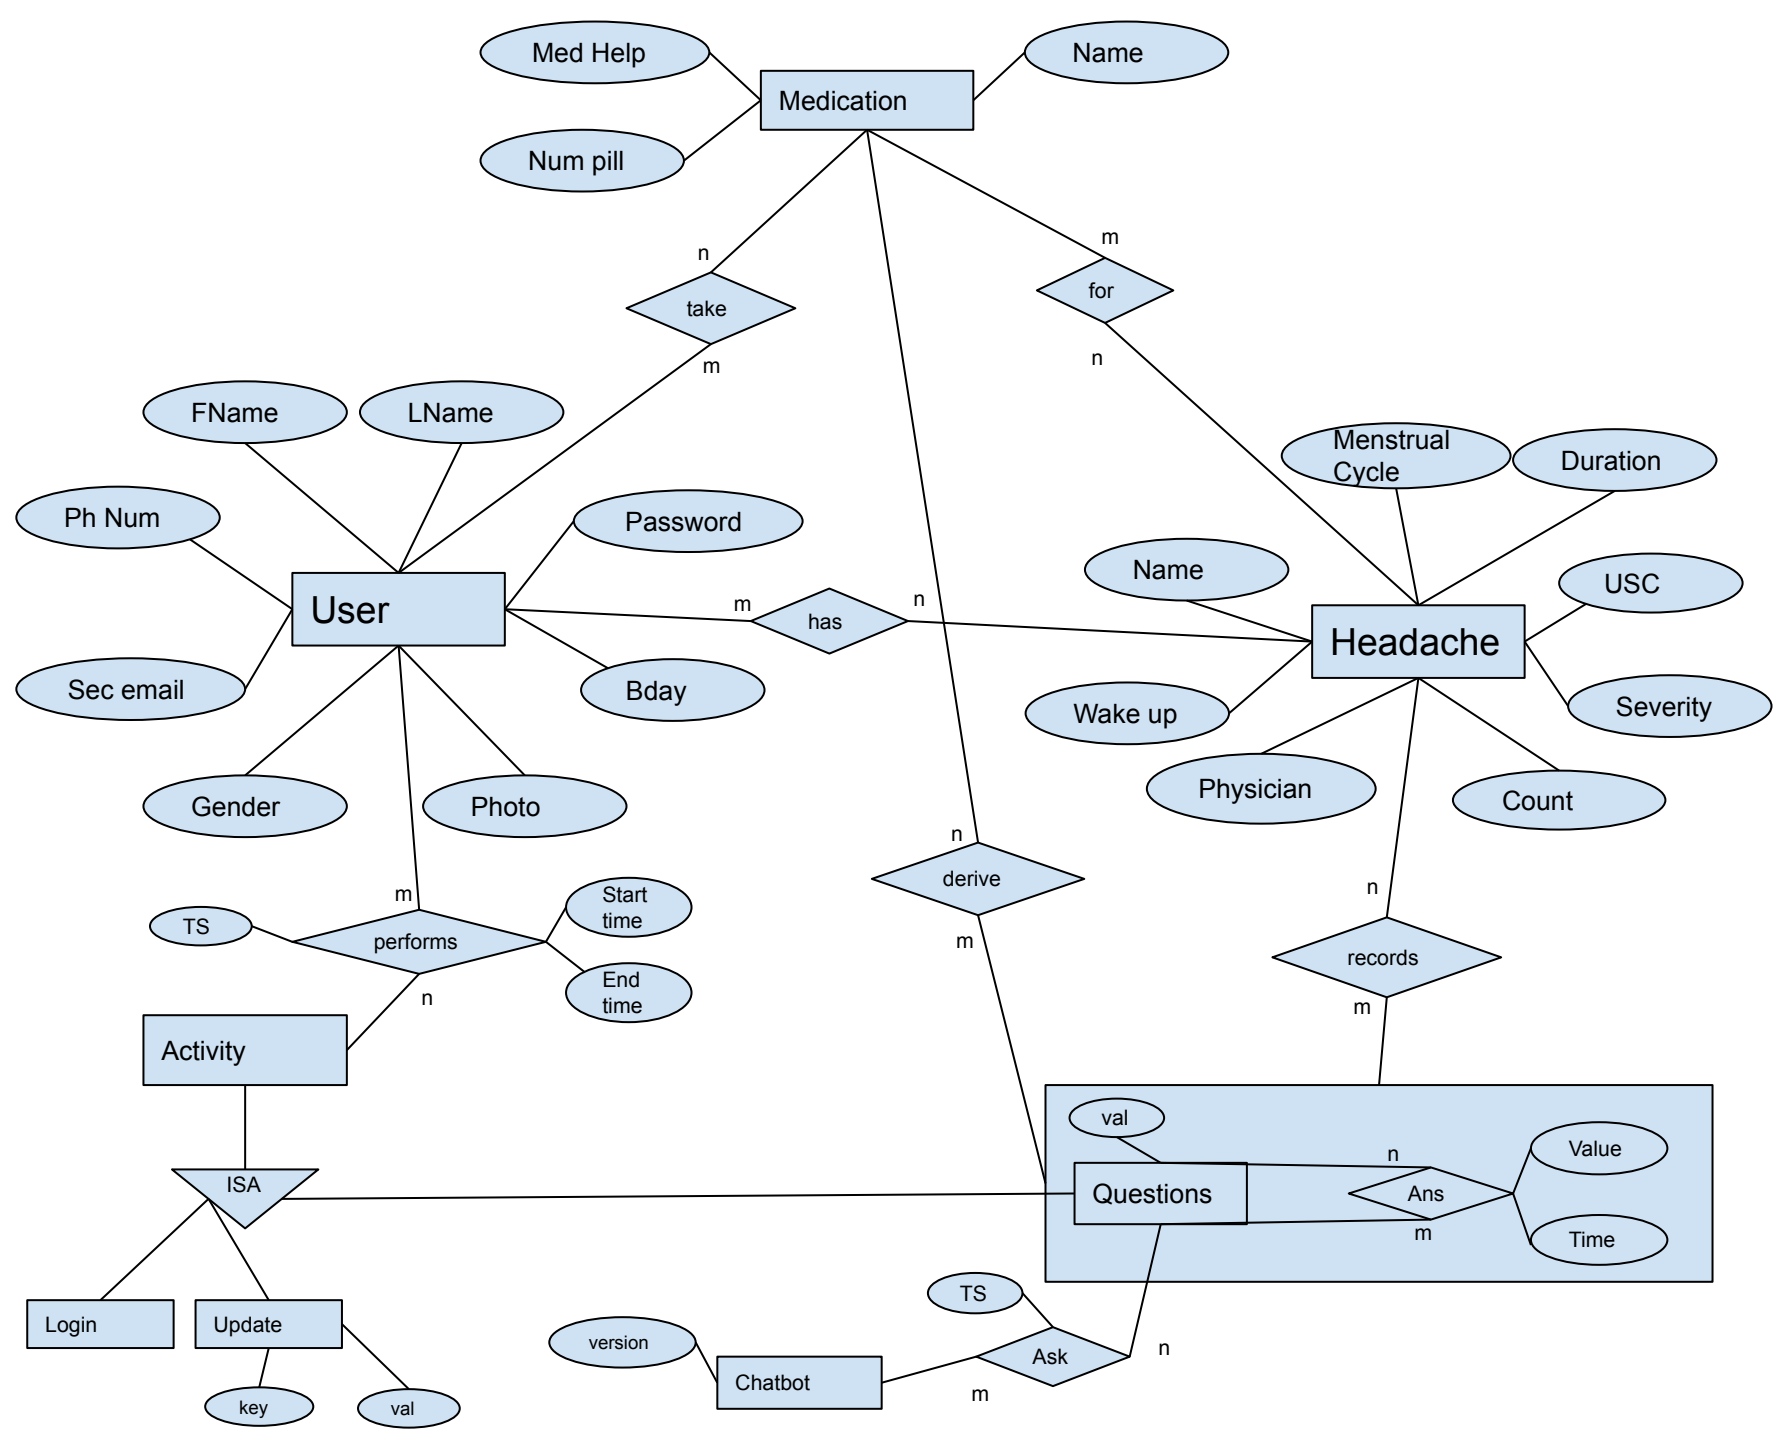 Med Help
Name
Medication
Num pill
m
n
for
take
n
m
FName
LName
Menstrual
Cycle
Duration
Ph Num
Password
Name
USC
User
m
has
n
Headache
Sec email
Bday
Wake up
Severity
Physician
Count
Gender
Photo
n
derive
m
n
records
m
m
Start
time
TS
performs
End
time
n
Activity
val
n
Value
ISA
Questions
Ans
m
Time
TS
Login
Update
version
Ask
n
Chatbot
m
key
val